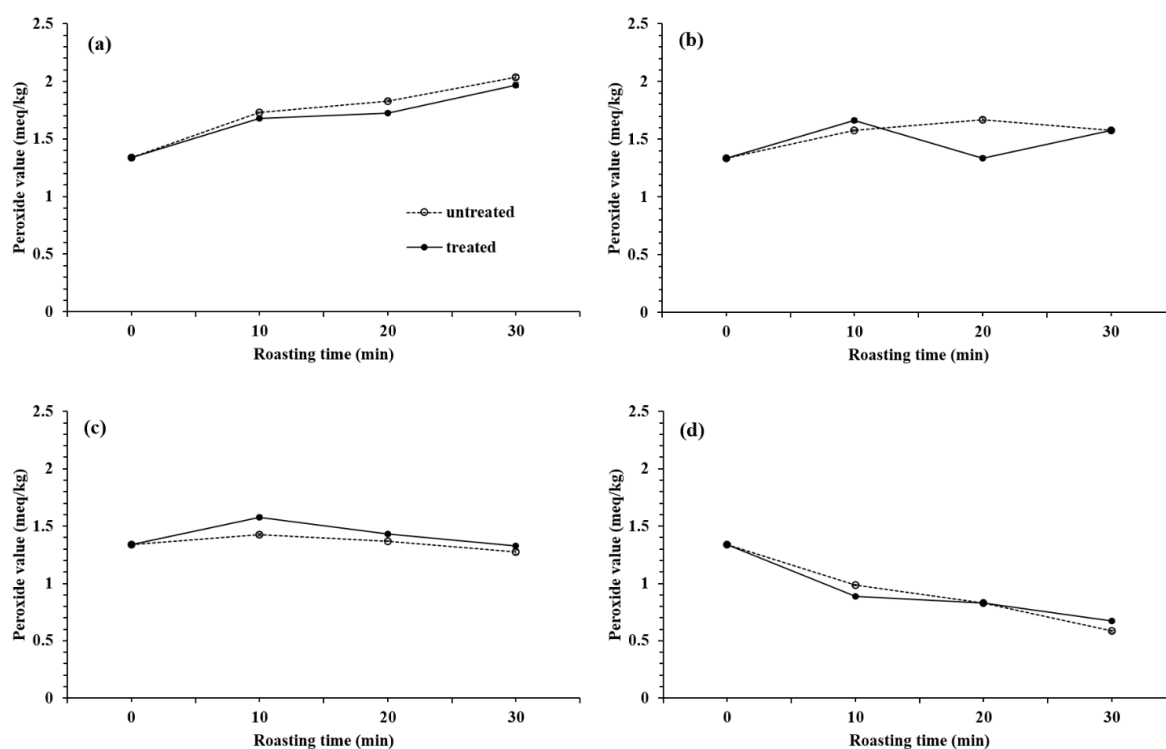 (a)
Peroxide value (meq/kg)
2.5
2
1.5
1
0.5
0
untreated
treated
0 10 20 30
Roasting time (min)
(b)
Peroxide value (meq/kg)
2.5
2
1.5
1
0.5
0
0 10 20 30
Roasting time (min)
(c)
Peroxide value (meq/kg)
2.5
2
1.5
1
0.5
0
0 10 20 30
Roasting time (min)
(d)
Peroxide value (meq/kg)
2.5
2
1.5
1
0.5
0
0 10 20 30
Roasting time (min)